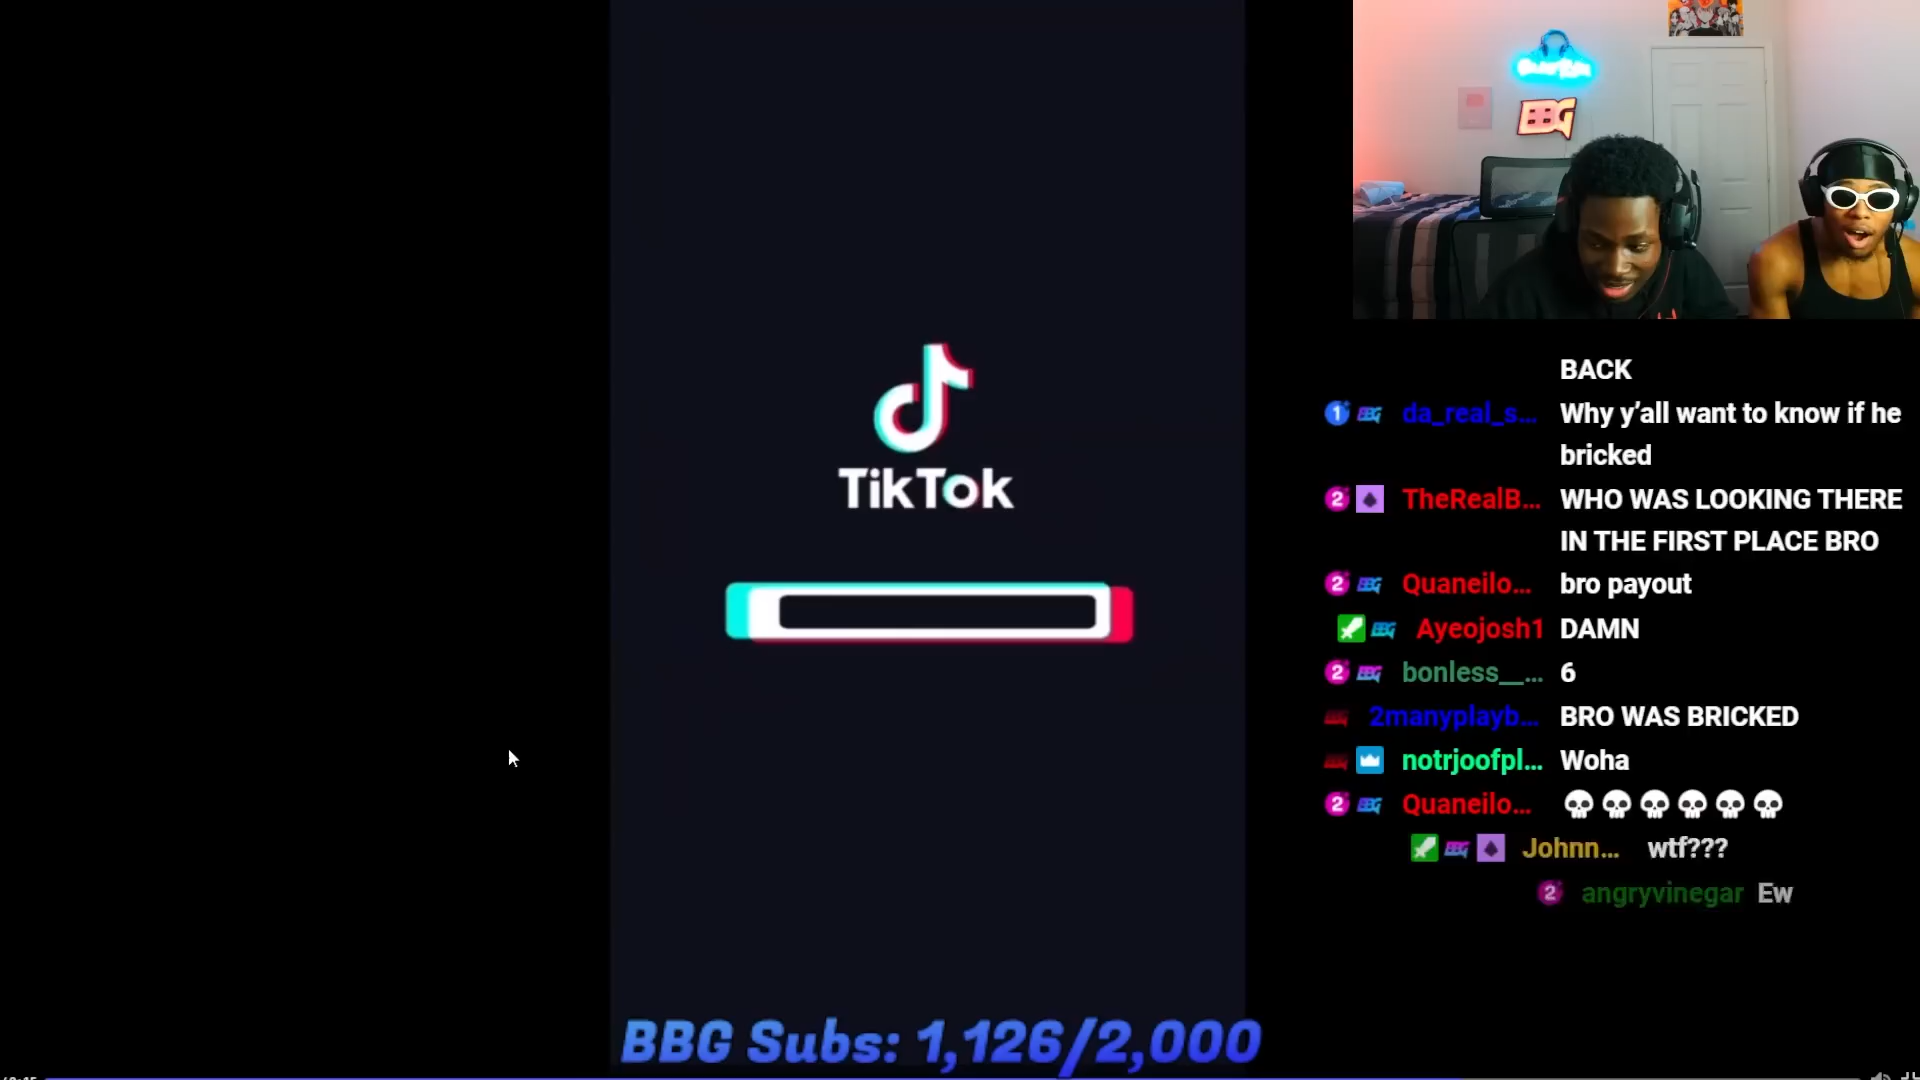 BBG
TikTok
BACK
da_real_s... Why y’all want to know if he
bricked
TheRealB... WHO WAS LOOKING THERE
IN THE FIRST PLACE BRO
Quaneilo... bro payout
Ayeojosh1 DAMN
bonless__... 6
2manyplayb... BRO WAS BRICKED
notrjoofpl... Woha
Quaneilo... 💀💀💀💀💀💀
Johnn... wtf???
angryvinegar Ew
BBG Subs: 1,126/2,000